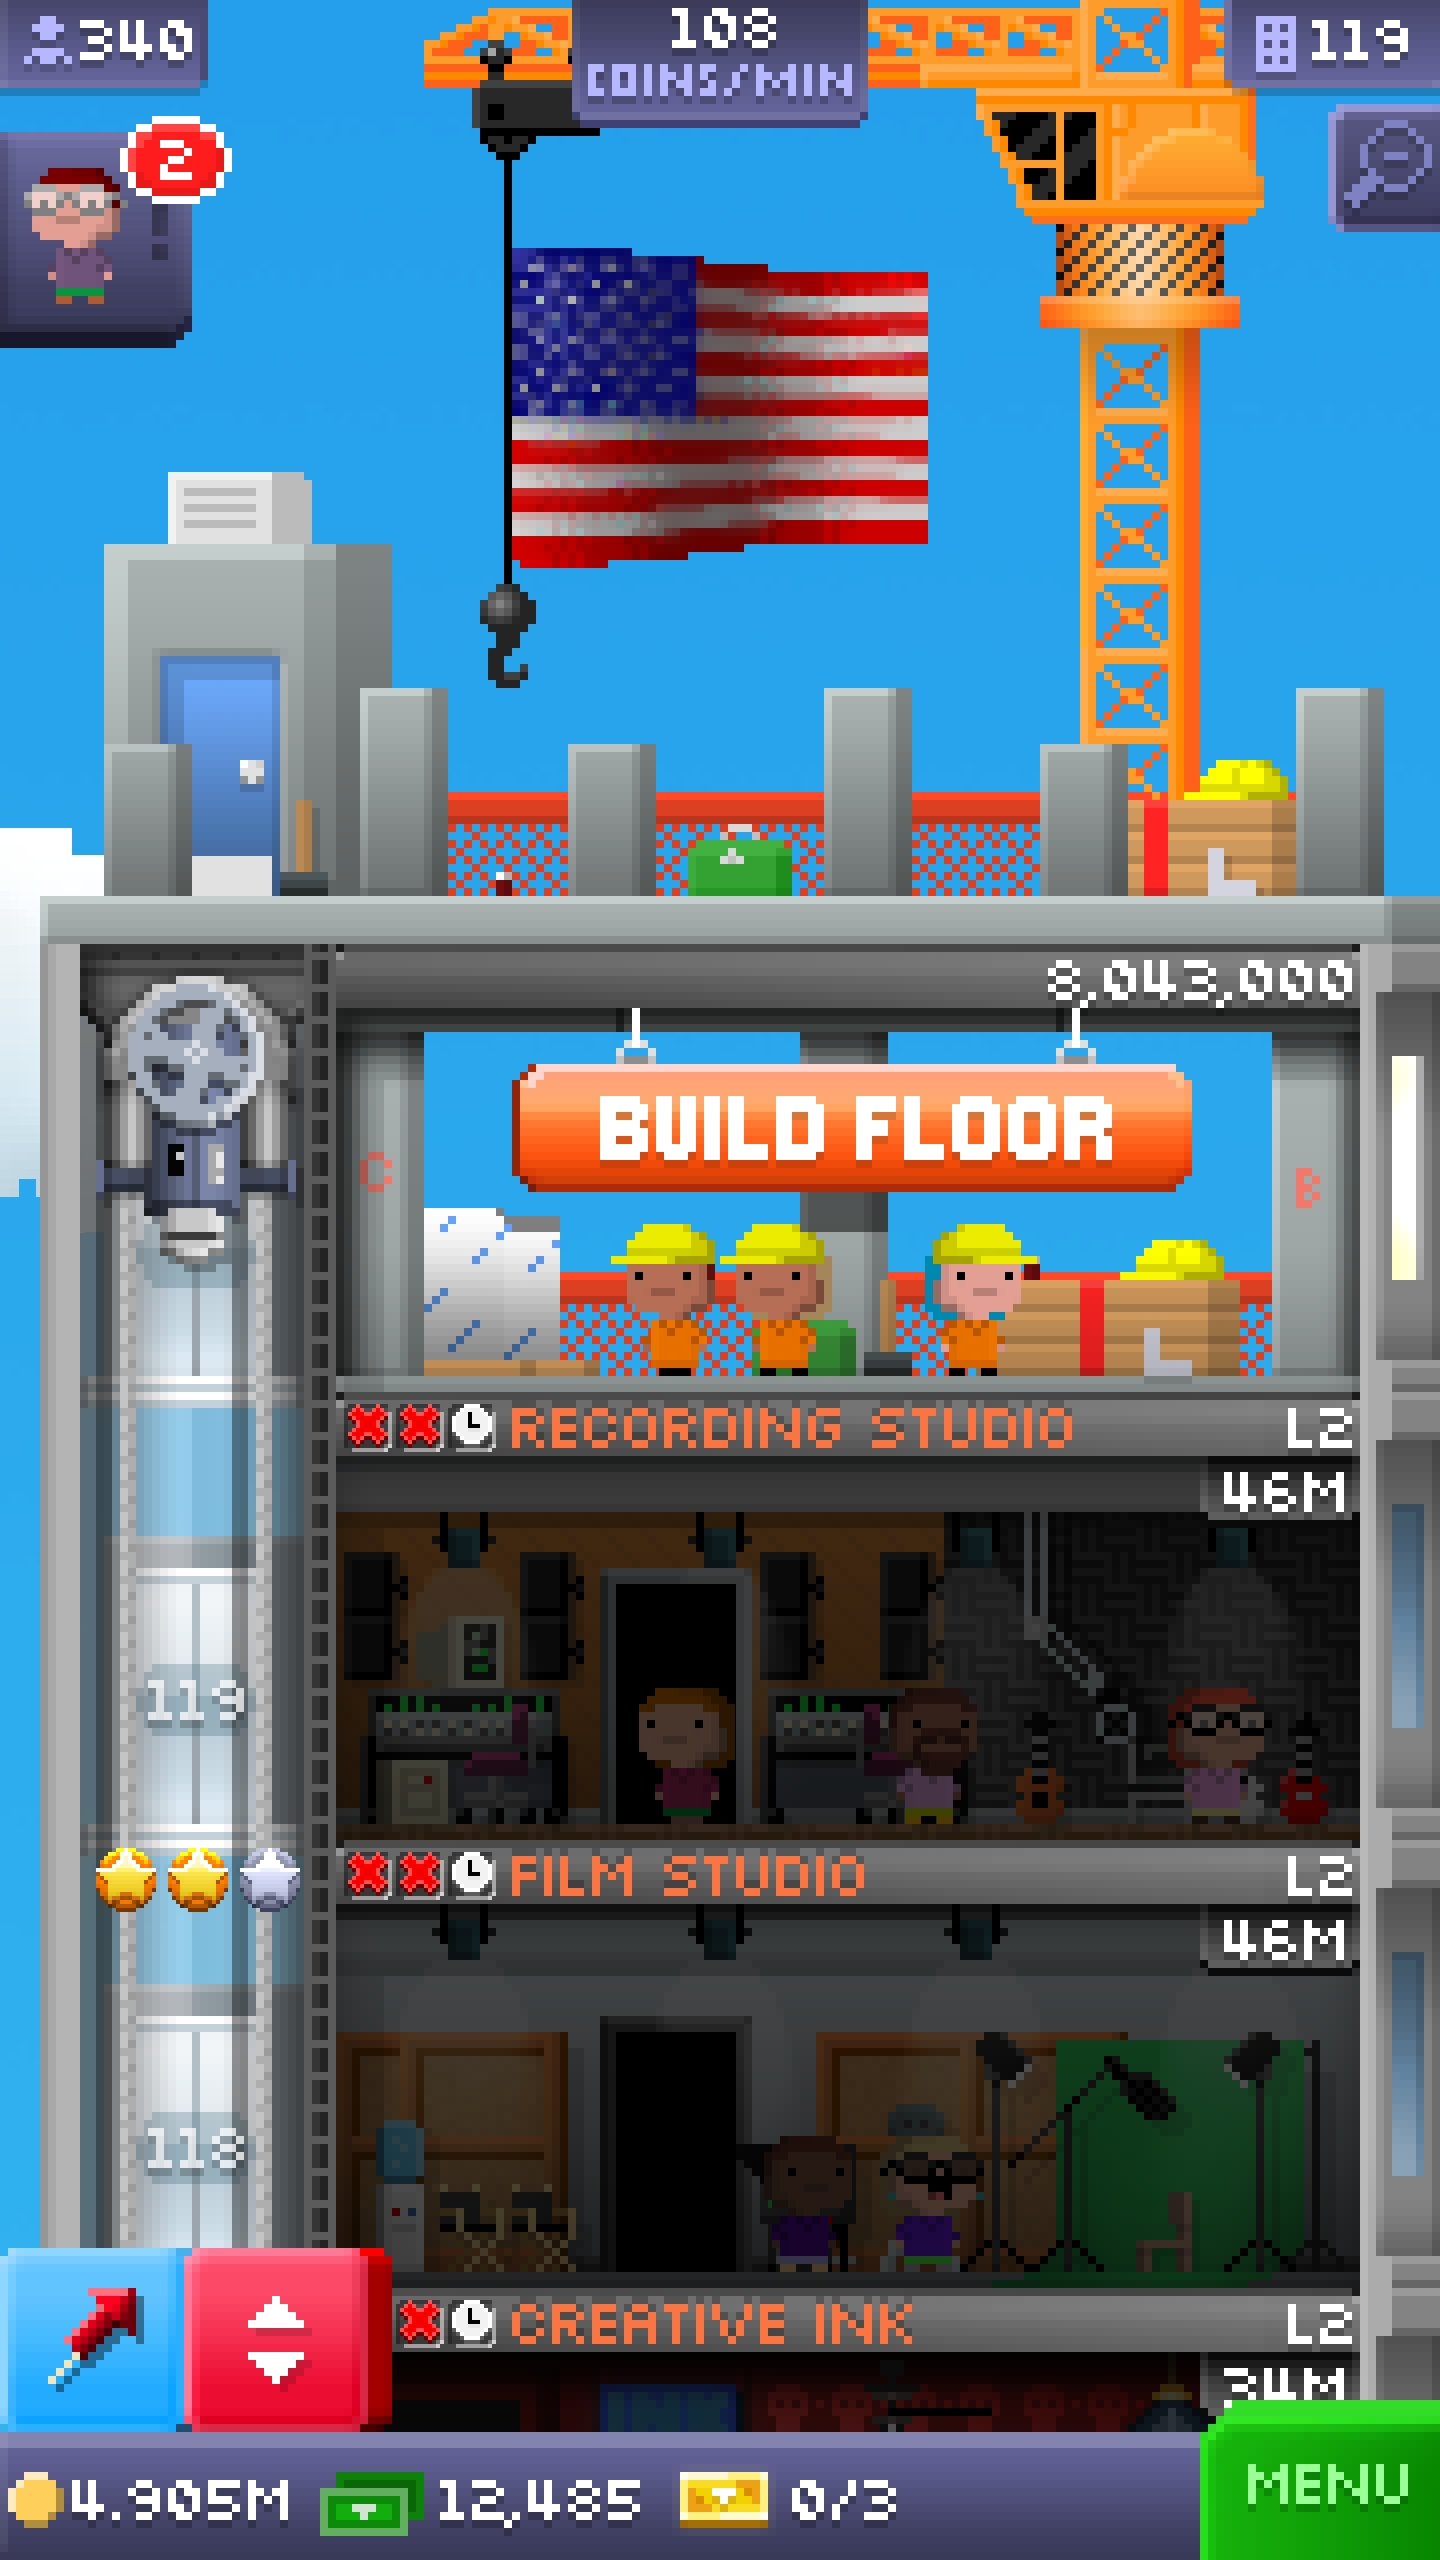 340
108
COINS/MIN
119
2
8,043,000
BUILD FLOOR
C
B
RECORDING STUDIO L2
46M
119
FILM STUDIO L2
46M
118
CREATIVE INK L2
34M
INK
4.905M 12,485 0/3
MENU